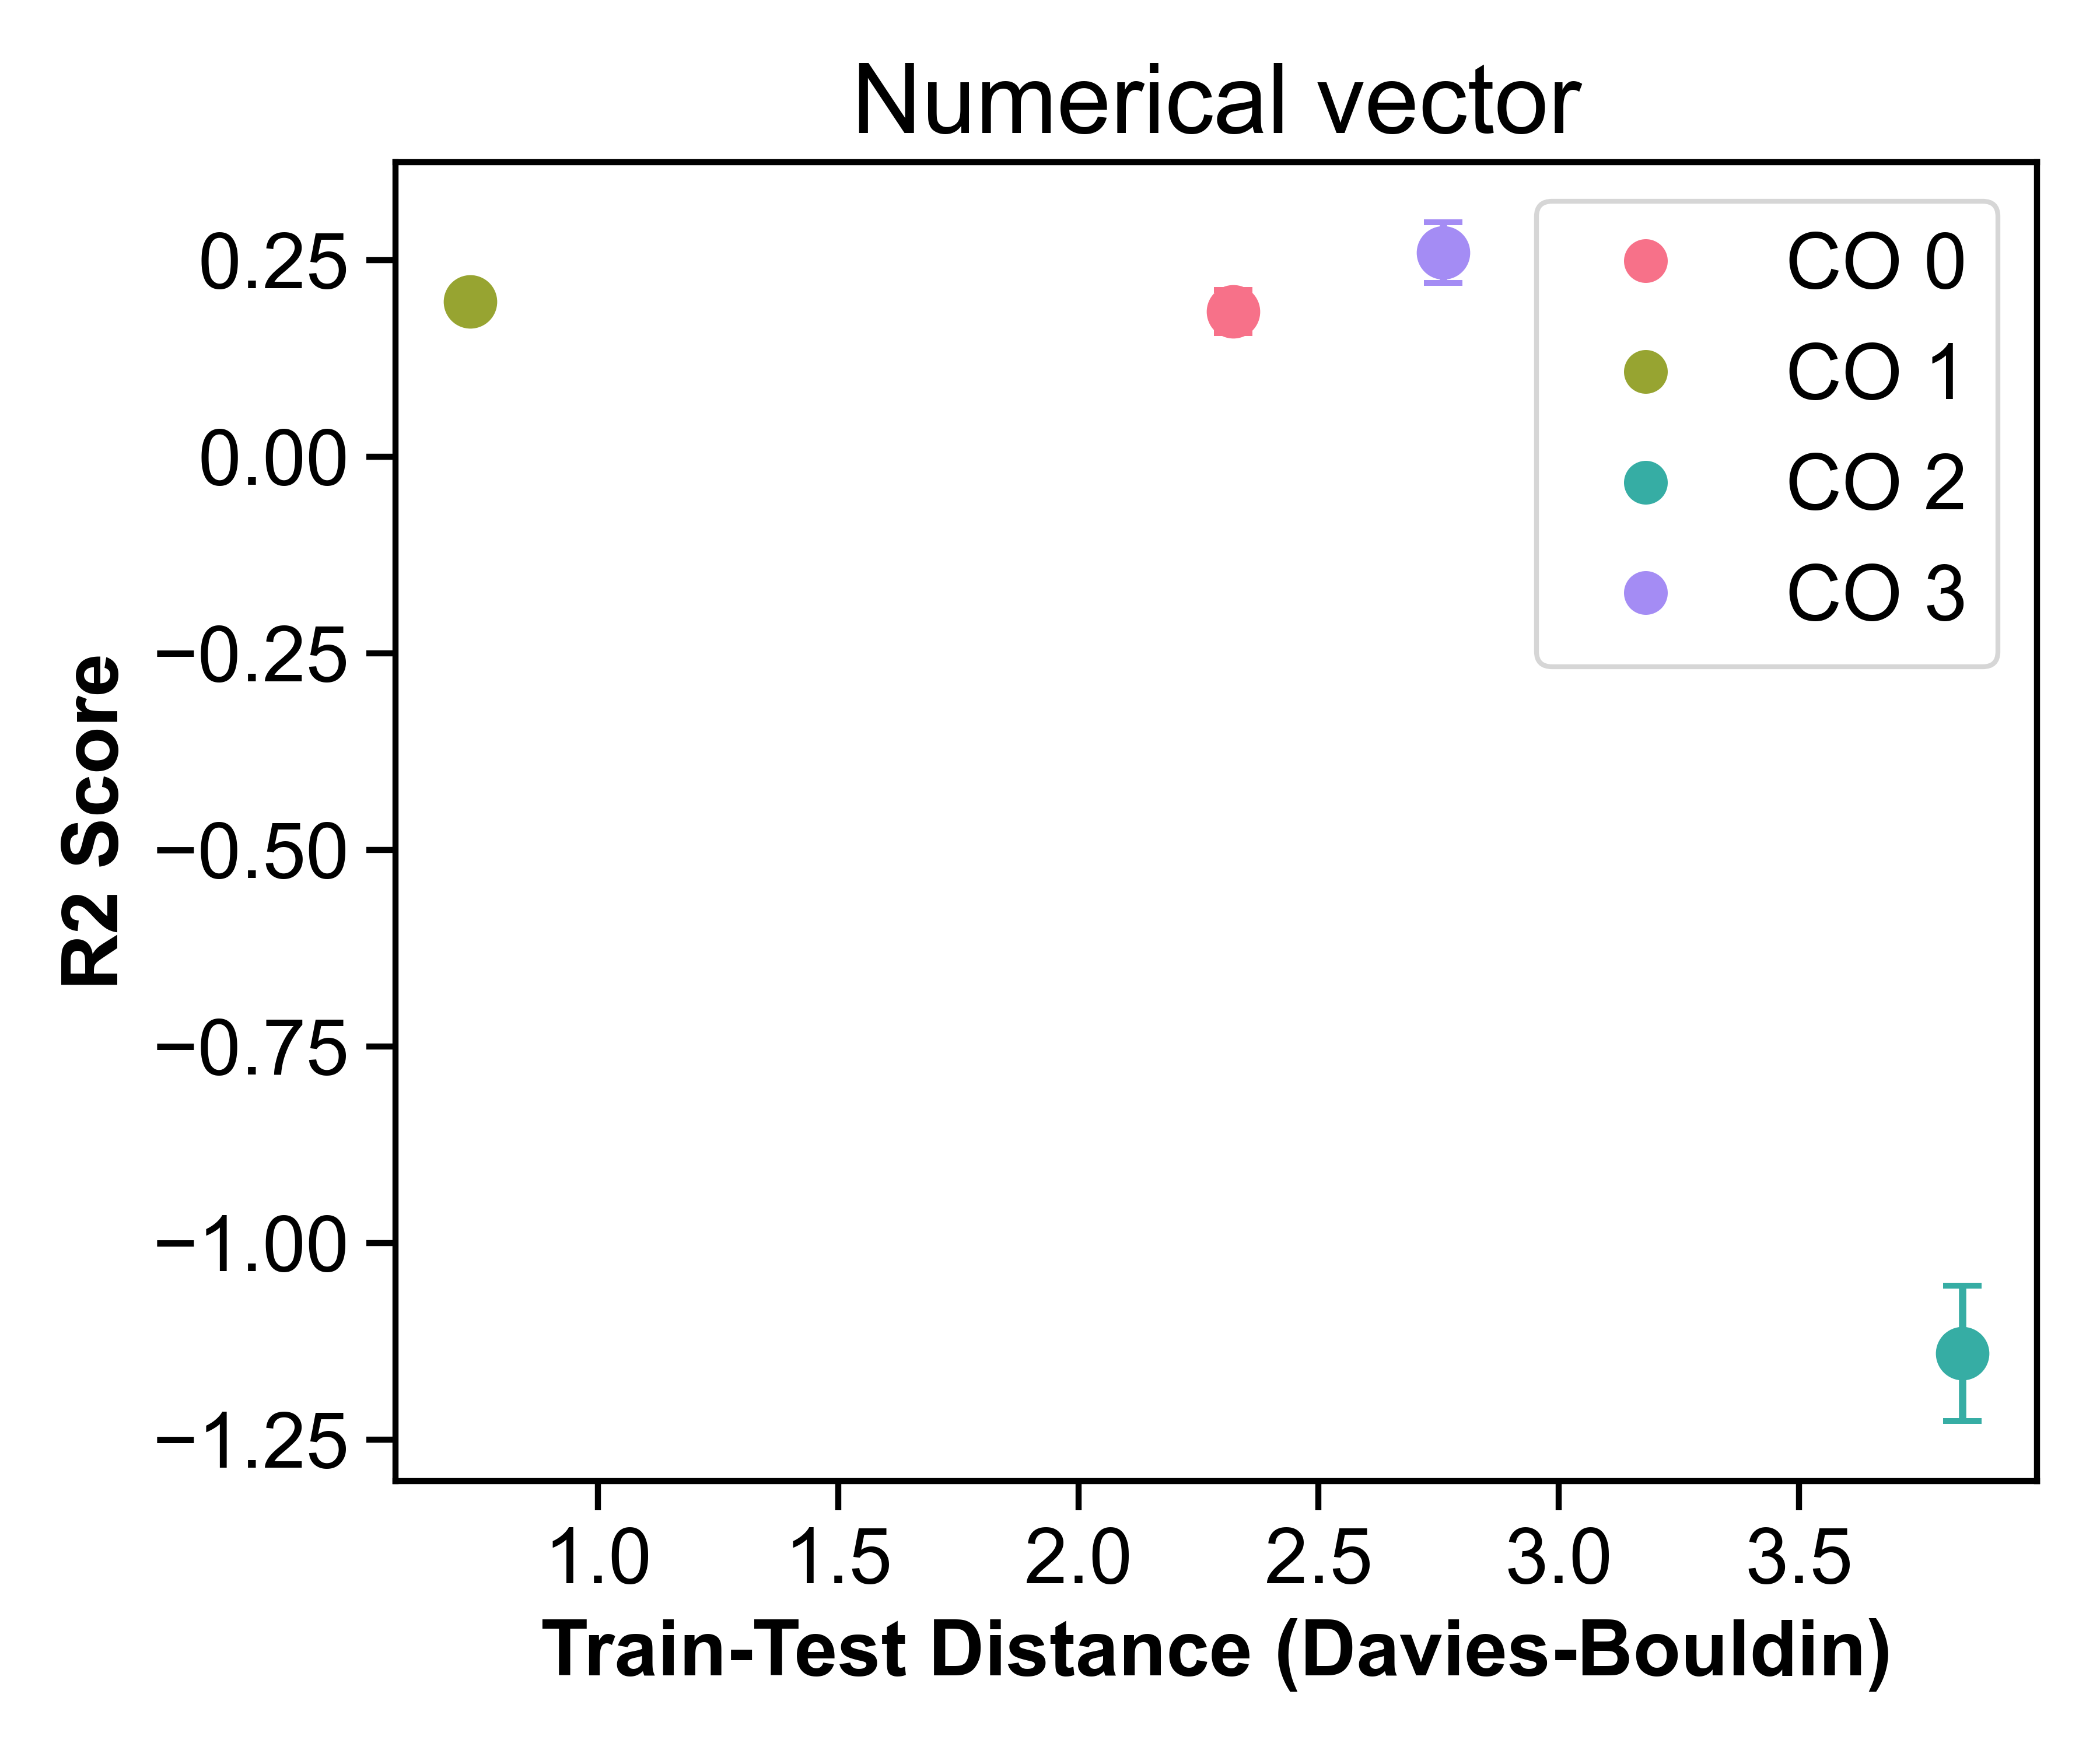 Numerical vector
0.25
0.00
−0.25
−0.50
−0.75
−1.00
−1.25
R2 Score
CO 0
CO 1
CO 2
CO 3
1.0 1.5 2.0 2.5 3.0 3.5
Train-Test Distance (Davies-Bouldin)